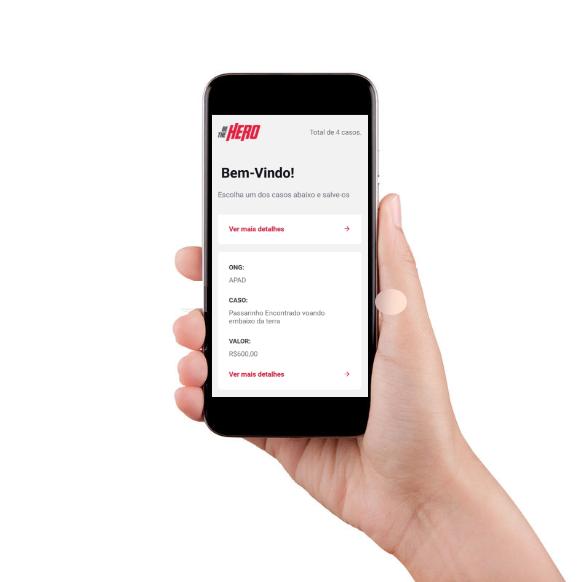 BE THE HERO
Total de 4 casos.
Bem-Vindo!
Escolha um dos casos abaixo e salve-os
Ver mais detalhes
ONG:
APAD
CASO:
Passarinho Encontrado voando
embaixo da terra
VALOR:
R$600,00
Ver mais detalhes